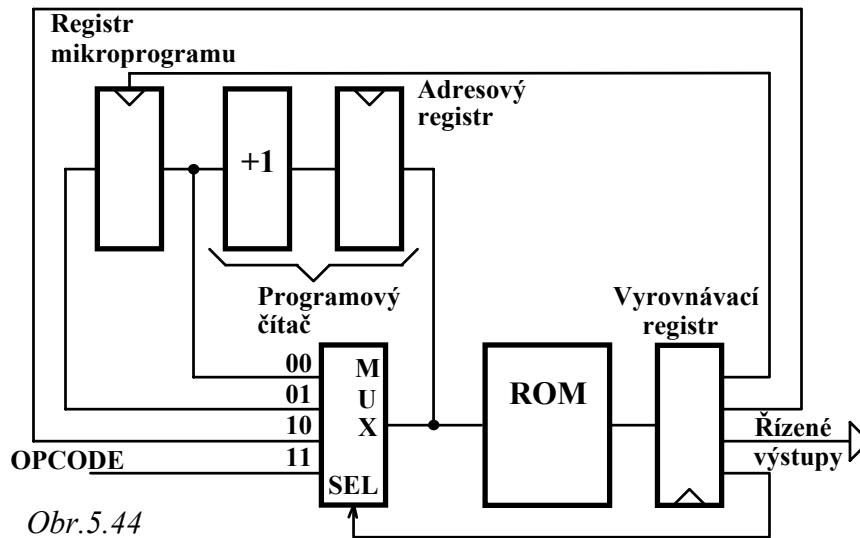 Registr
mikroprogramu
Adresový
registr
+1
Programový
čítač
Vyrovnávací
registr
00
01
10
11
OPCODE
M
U
X
SEL
ROM
Řízené
výstupy
Obr.5.44